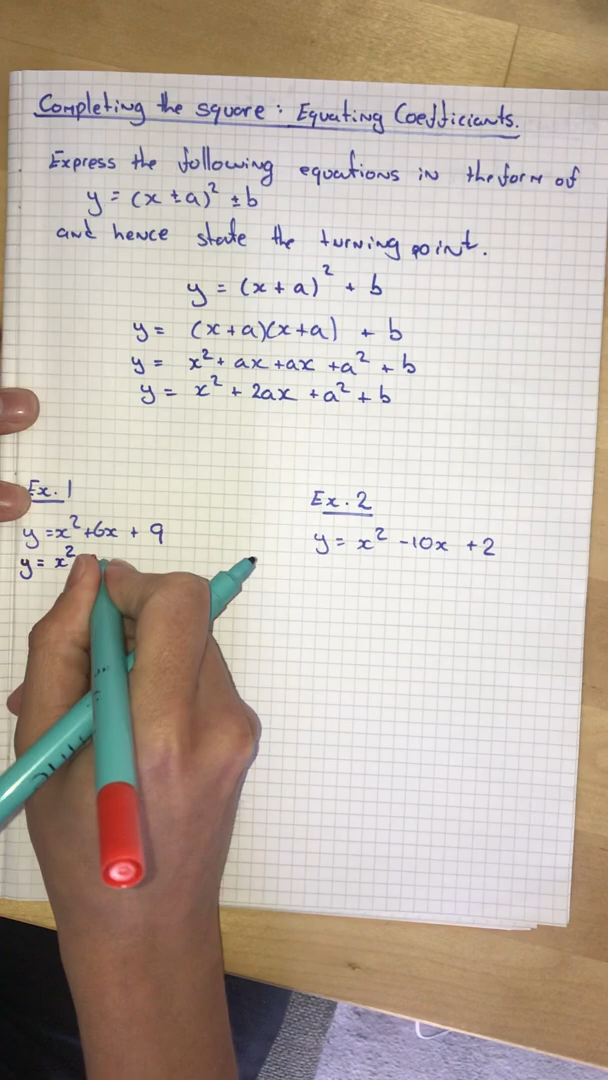 Completing the square : Equating Coefficients.
Express the following equations in the form of
y = (x ± a)² ± b
and hence state the turning point.
y = (x + a)² + b
y = (x + a)(x + a) + b
y = x² + ax + ax + a² + b
y = x² + 2ax + a² + b
Ex. 1
y = x² + 6x + 9
y = x²
Ex. 2
y = x² - 10x + 2